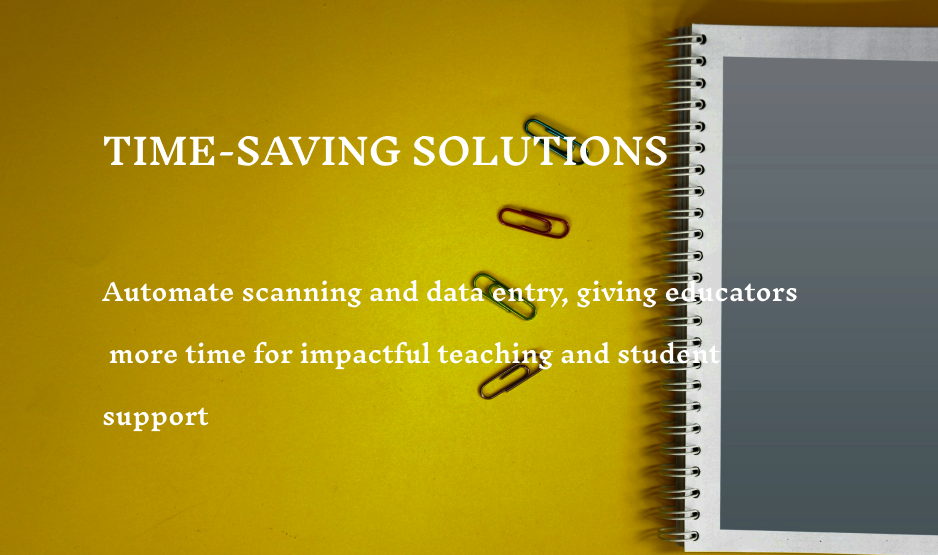 TIME-SAVING SOLUTIONS
Automate scanning and data entry, giving educators
more time for impactful teaching and student
support